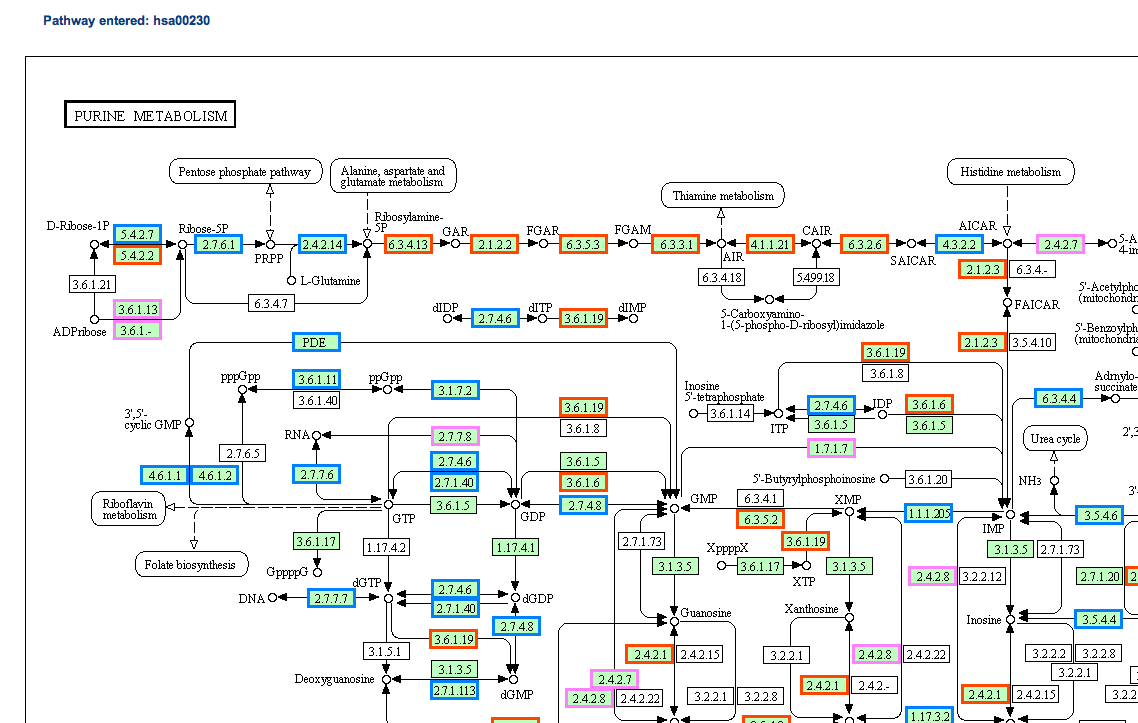 Pathway entered: hsa00230
PURINE METABOLISM
Pentose phosphate pathway
Alanine, aspartate and
glutamate metabolism
Histidine metabolism
Thiamine metabolism
D-Ribose-1P
5.4.2.7
5.4.2.2
Ribose-5P
2.7.6.1
PRPP
2.4.2.14
Ribosylamine-
5P
6.3.4.13
GAR
2.1.2.2
FGAR
6.3.5.3
FGAM
6.3.3.1
AIR
4.1.1.21
CAIR
6.3.2.6
SAICAR
4.3.2.2
AICAR
2.4.2.7
5-A
4-im
L-Glutamine
3.6.1.21
6.3.4.7
3.6.1.13
3.6.1.-
ADPribose
6.3.4.18
5.4.99.18
5-Carboxyamino-
1-(5-phospho-D-ribosyl)imidazole
2.1.2.3
6.3.4.-
FAICAR
2.1.2.3
3.5.4.10
5'-Acetylpho
(mitochondri
5'-Benzoylph
(mitochondria
dIDP
2.7.4.6
dITP
3.6.1.19
dIMP
PDE
pppGpp
3.6.1.11
3.6.1.40
ppGpp
3.1.7.2
3',5'-
cyclic GMP
RNA
2.7.7.8
2.7.6.5
2.7.7.6
2.7.4.6
2.7.1.40
3.6.1.19
3.6.1.8
3.6.1.5
3.6.1.6
4.6.1.1
4.6.1.2
Riboflavin
metabolism
GTP
3.6.1.5
GDP
2.7.4.8
GMP
Inosine
5'-tetraphosphate
3.6.1.14
ITP
3.6.1.19
3.6.1.8
2.7.4.6
3.6.1.5
IDP
3.6.1.6
3.6.1.5
6.3.4.4
Adenylo-
succinate
1.7.1.7
Urea cycle
2,3
5'-Butyrylphosphoinosine
3.6.1.20
NH3
6.3.4.1
6.3.5.2
XMP
1.1.1.205
IMP
3.5.4.6
Folate biosynthesis
3.6.1.17
GppppG
1.17.4.2
1.17.4.1
2.7.1.73
3.1.3.5
XppppX
3.6.1.17
3.6.1.19
XTP
3.1.3.5
3.1.3.5
2.7.1.73
2.4.2.8
3.2.2.12
2.7.1.20
dGTP
DNA
2.7.7.7
2.7.4.6
2.7.1.40
dGDP
2.7.4.8
3.6.1.19
3.1.5.1
Deoxyguanosine
3.1.3.5
2.7.1.113
dGMP
Guanosine
2.4.2.1
2.4.2.15
2.4.2.7
2.4.2.8
2.4.2.22
3.2.2.1
3.2.2.8
Xanthosine
3.2.2.1
2.4.2.8
2.4.2.22
2.4.2.1
2.4.2.-
Inosine
3.5.4.4
3.2.2.2
3.2.2.8
3.2.2.1
2.4.2.1
2.4.2.15
3.2.2
1.17.3.2